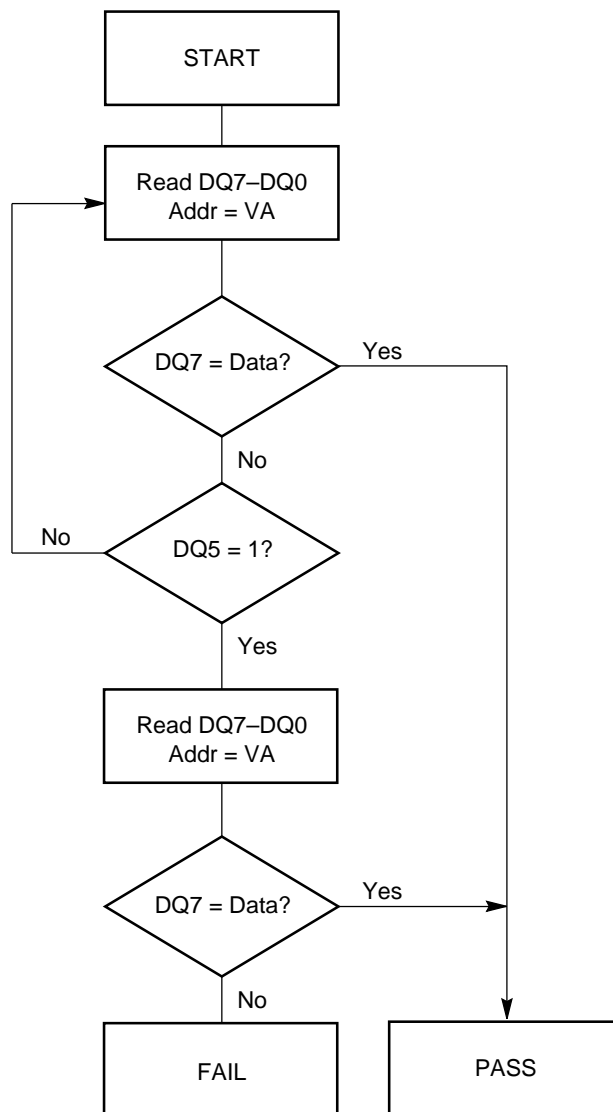 START
Read DQ7–DQ0
Addr = VA
DQ7 = Data?
Yes
No
No
DQ5 = 1?
Yes
Read DQ7–DQ0
Addr = VA
DQ7 = Data?
Yes
No
FAIL
PASS